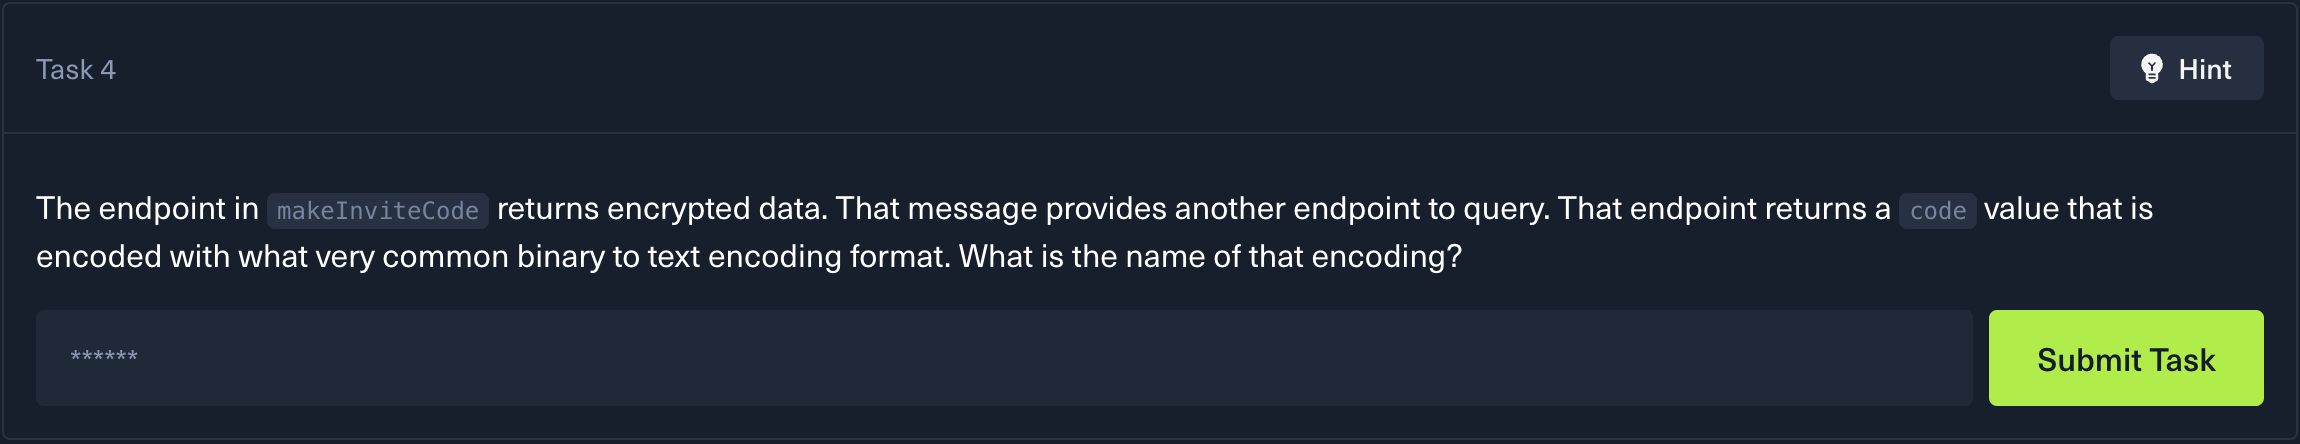 Task 4
Hint
The endpoint in makeInviteCode returns encrypted data. That message provides another endpoint to query. That endpoint returns a code value that is
encoded with what very common binary to text encoding format. What is the name of that encoding?
******
Submit Task